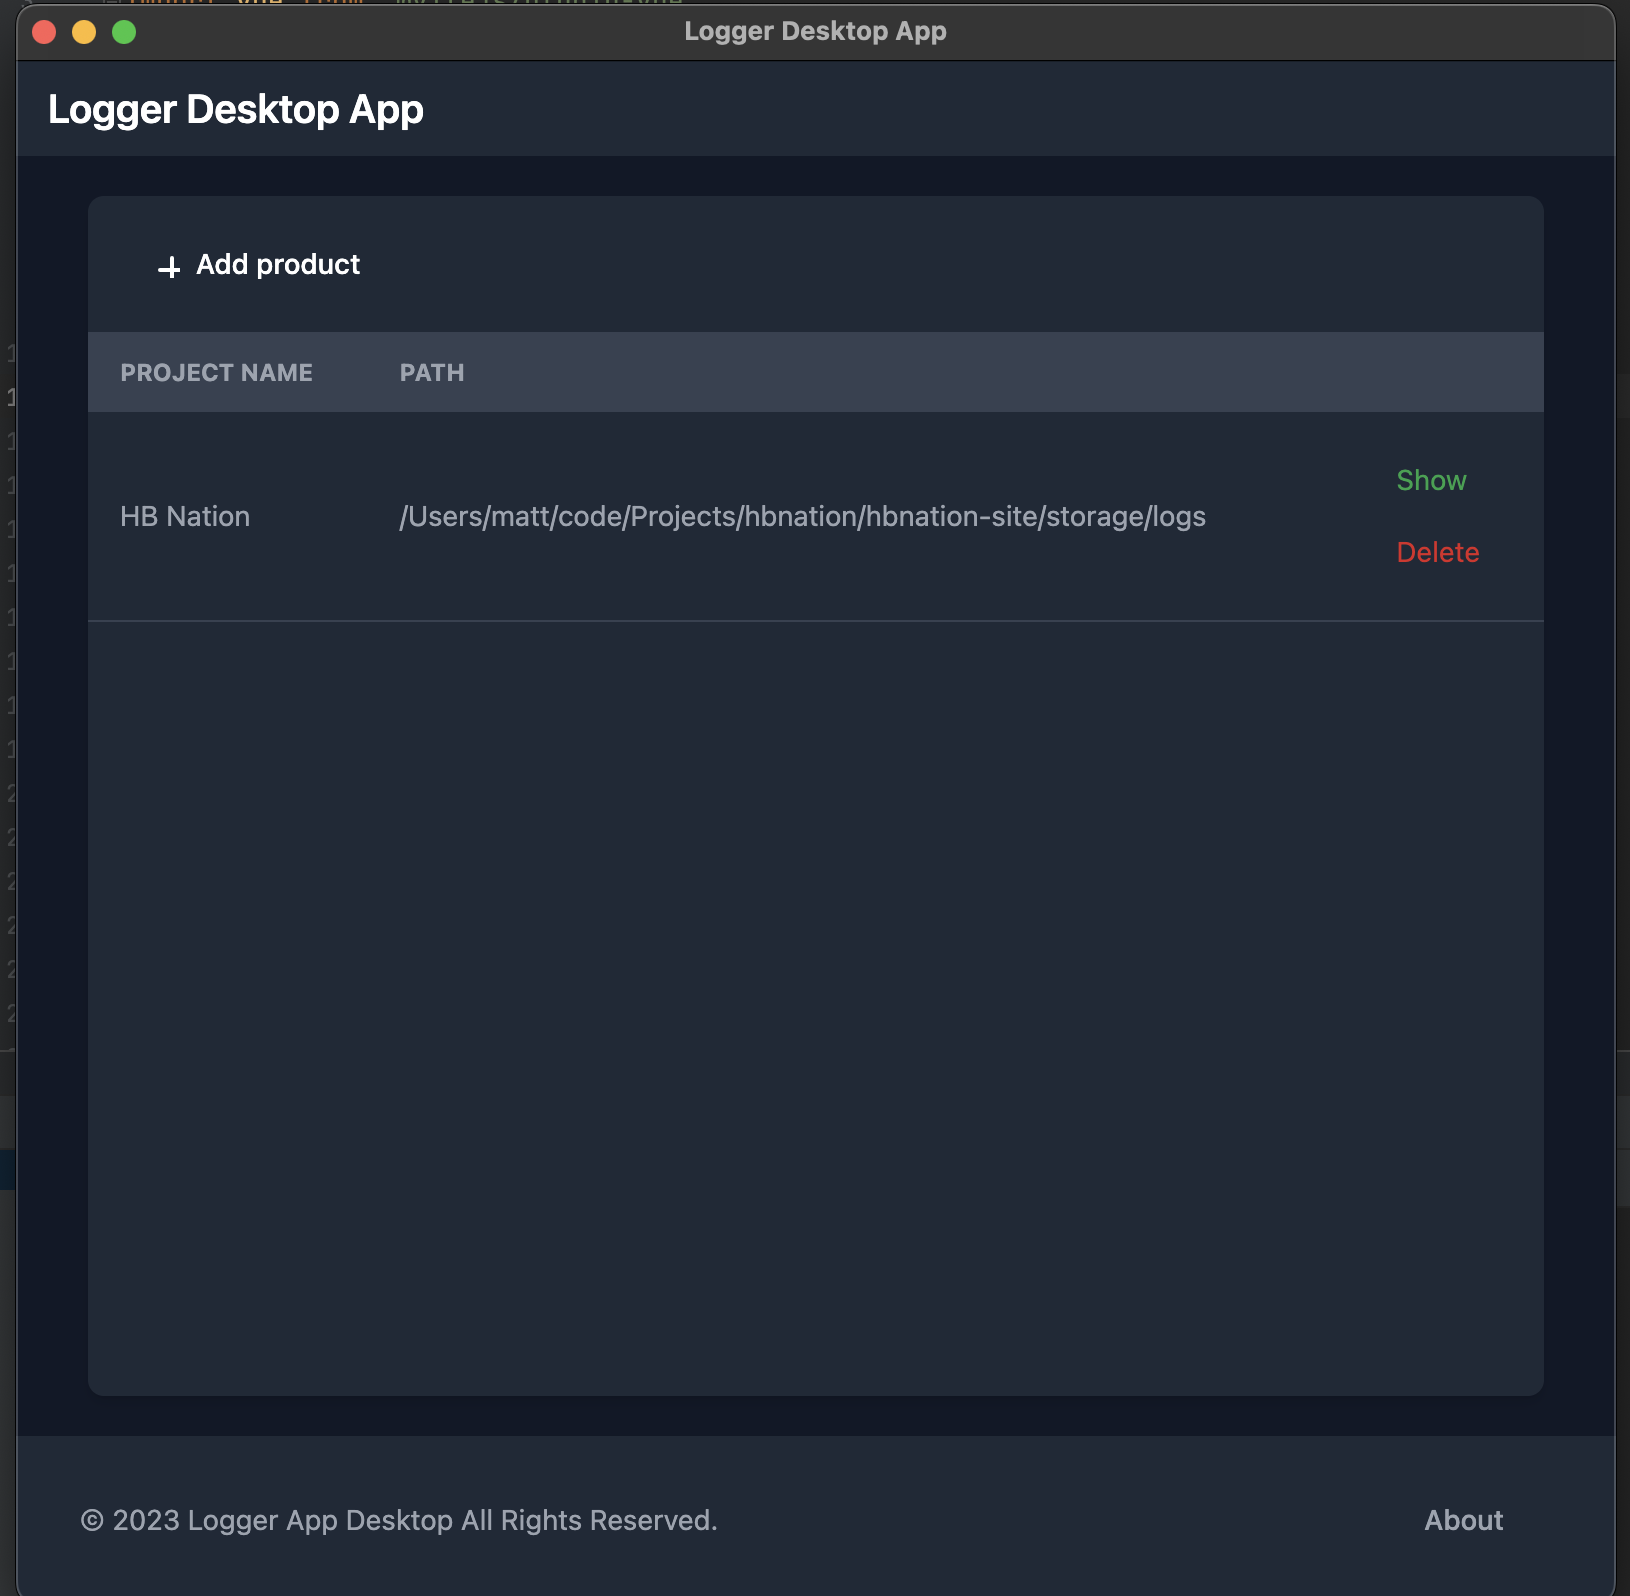 Logger Desktop App
Logger Desktop App
+ Add product
PROJECT NAME PATH
HB Nation /Users/matt/code/Projects/hbnation/hbnation-site/storage/logs Show
Delete
© 2023 Logger App Desktop All Rights Reserved. About